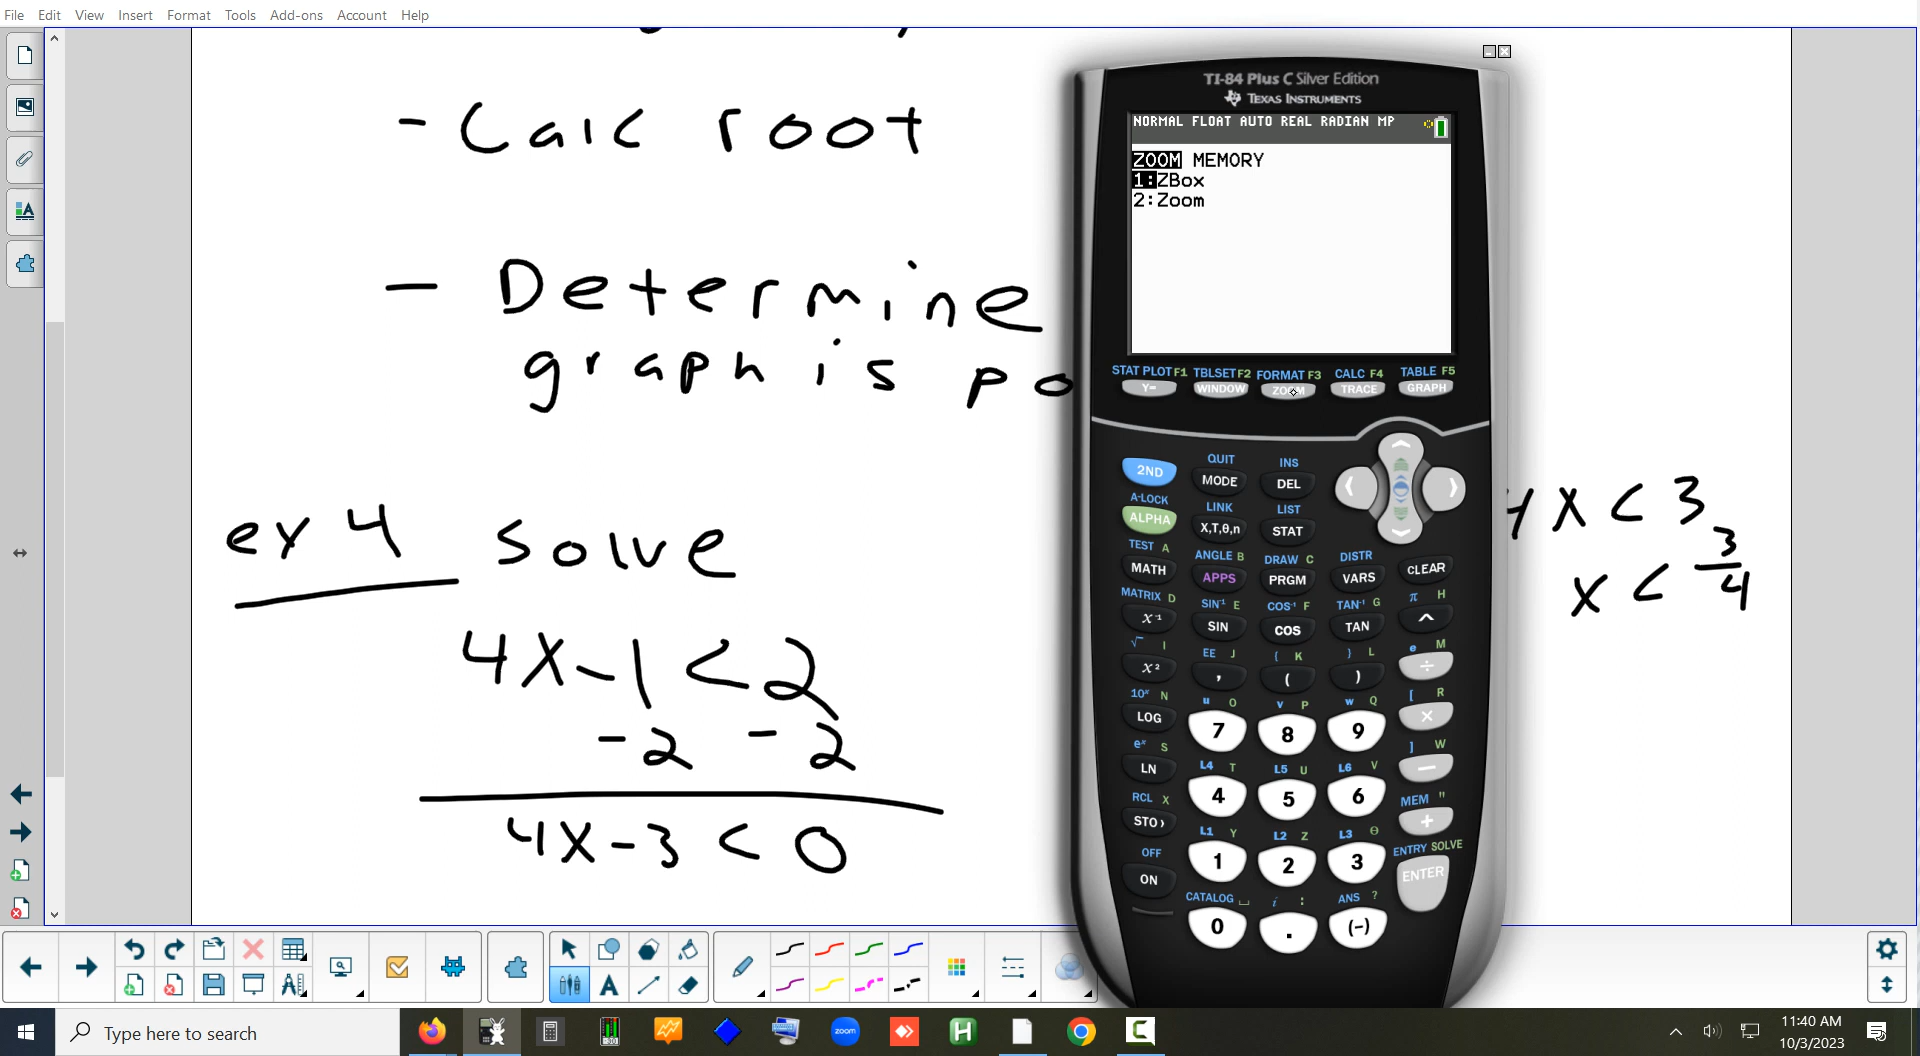 File Edit View Insert Format Tools Add-ons Account Help
- Calc root
- Determine
graph is po
ex 4 solve
4x - 1 < 2
- 2 - 2
4x - 3 < 0
4x < 3
x < 3/4
TI-84 Plus C Silver Edition
TEXAS INSTRUMENTS
NORMAL FLOAT AUTO REAL RADIAN MP
ZOOM MEMORY
1:ZBox
2:Zoom
STAT PLOT F1 TBLSET F2 FORMAT F3 CALC F4 TABLE F5
Y= WINDOW ZOOM TRACE GRAPH
QUIT INS
2ND MODE DEL
A-LOCK LINK LIST
ALPHA X,T,θ,n STAT
TEST A ANGLE B DRAW C DISTR
MATH APPS PRGM VARS CLEAR
MATRIX D SIN⁻¹ E COS⁻¹ F TAN⁻¹ G π H
x⁻¹ SIN COS TAN ^
√ I EE J { K } L e M
x² , ( ) ÷
10ˣ N u O v P w Q [ R
LOG 7 8 9 ×
eˣ S L4 T L5 U L6 V ] W
LN 4 5 6 −
RCL X L1 Y L2 Z L3 θ MEM "
STO› 1 2 3 +
OFF CATALOG ⎵ i : ANS ? ENTRY SOLVE
ON 0 . (-) ENTER
Type here to search
zoom
11:40 AM
10/3/2023